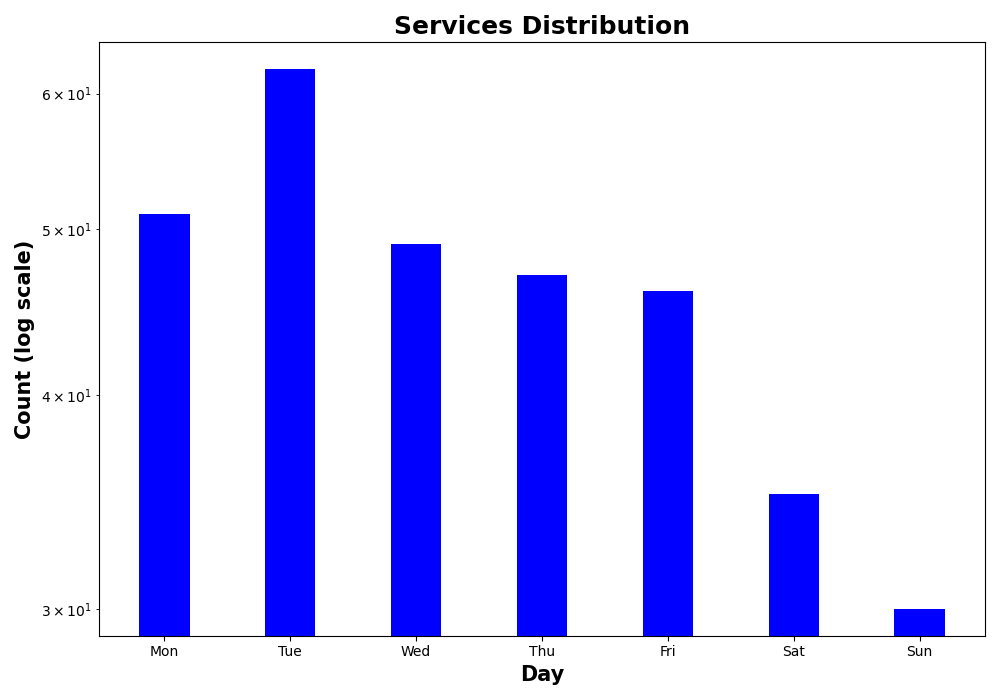 Services Distribution
Count (log scale)
6 × 10¹
5 × 10¹
4 × 10¹
3 × 10¹
Mon Tue Wed Thu Fri Sat Sun
Day